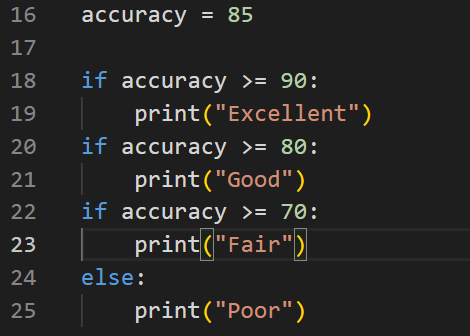 16 accuracy = 85
17
18 if accuracy >= 90:
19     print("Excellent")
20 if accuracy >= 80:
21     print("Good")
22 if accuracy >= 70:
23     print("Fair")
24 else:
25     print("Poor")